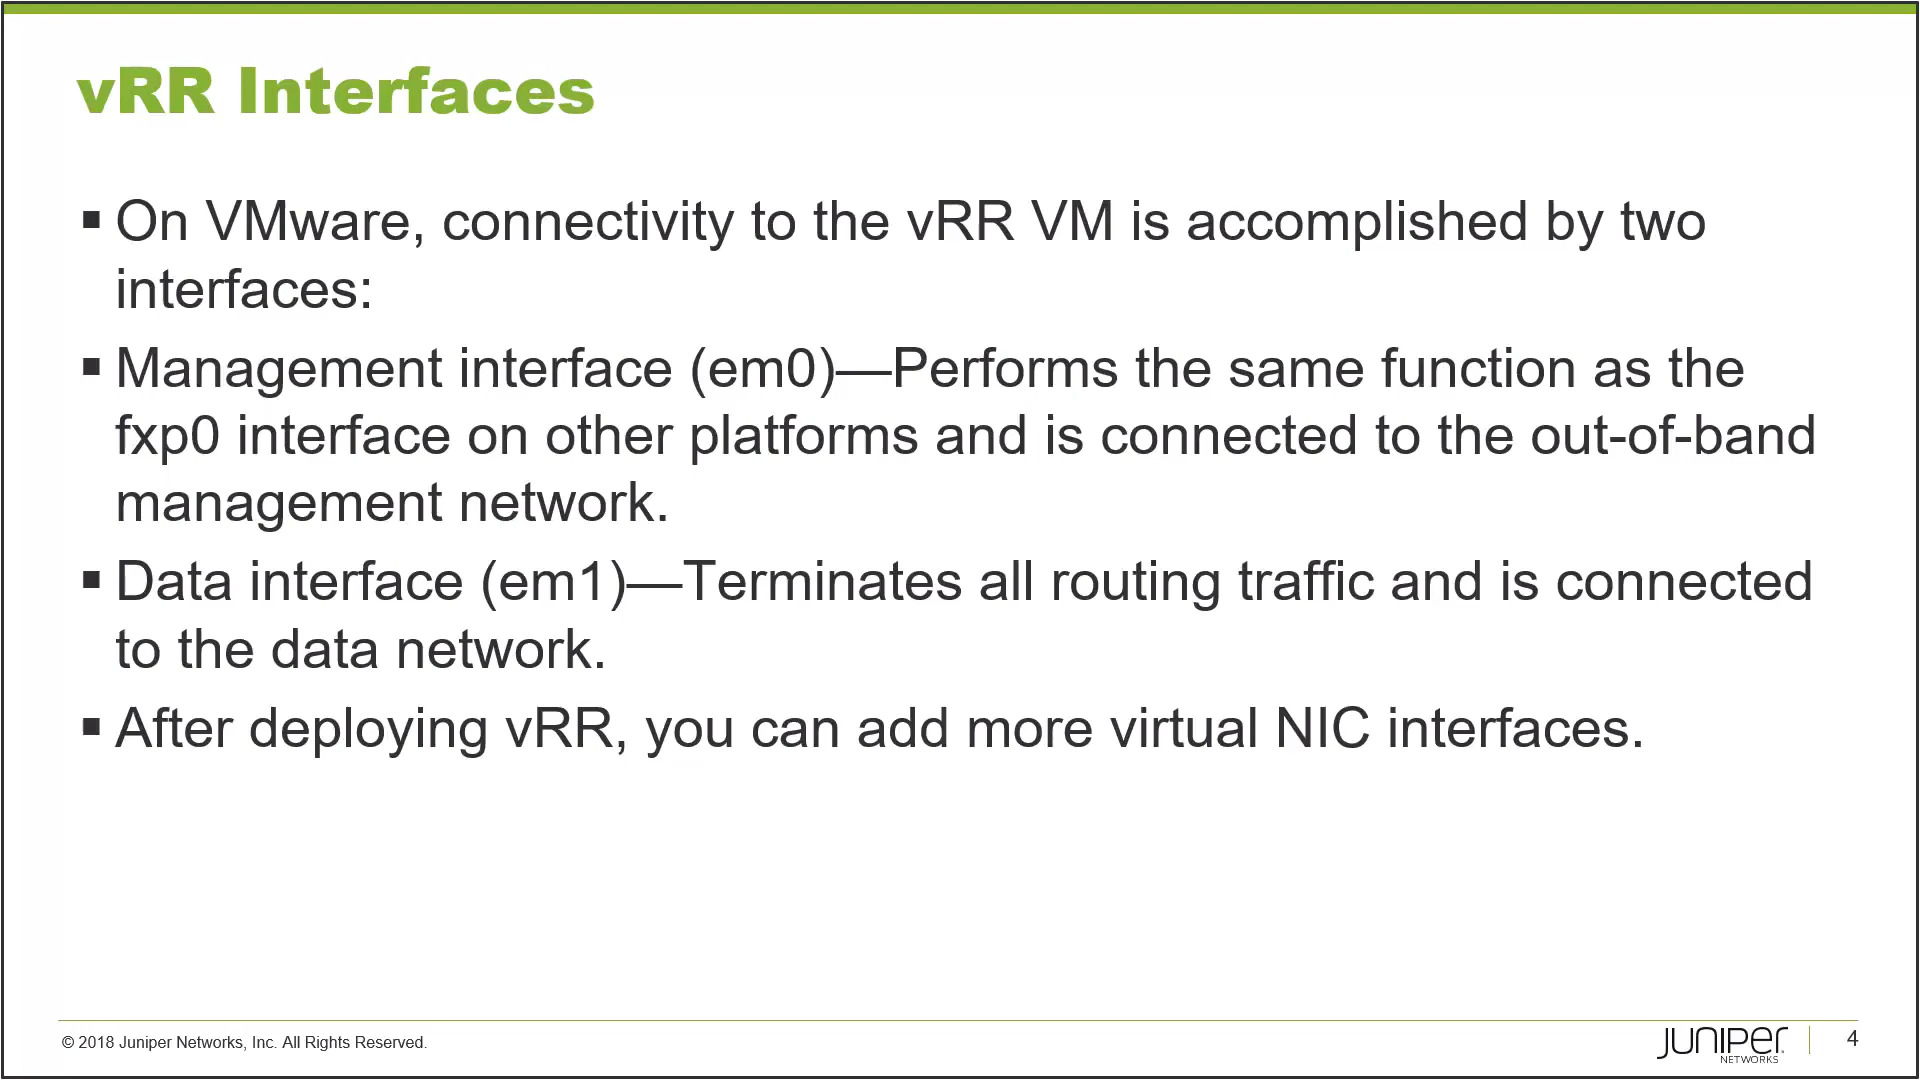 vRR Interfaces
▪ On VMware, connectivity to the vRR VM is accomplished by two
interfaces:
▪ Management interface (em0)—Performs the same function as the
fxp0 interface on other platforms and is connected to the out-of-band
management network.
▪ Data interface (em1)—Terminates all routing traffic and is connected
to the data network.
▪ After deploying vRR, you can add more virtual NIC interfaces.
© 2018 Juniper Networks, Inc. All Rights Reserved.
JUNIPER
NETWORKS
4